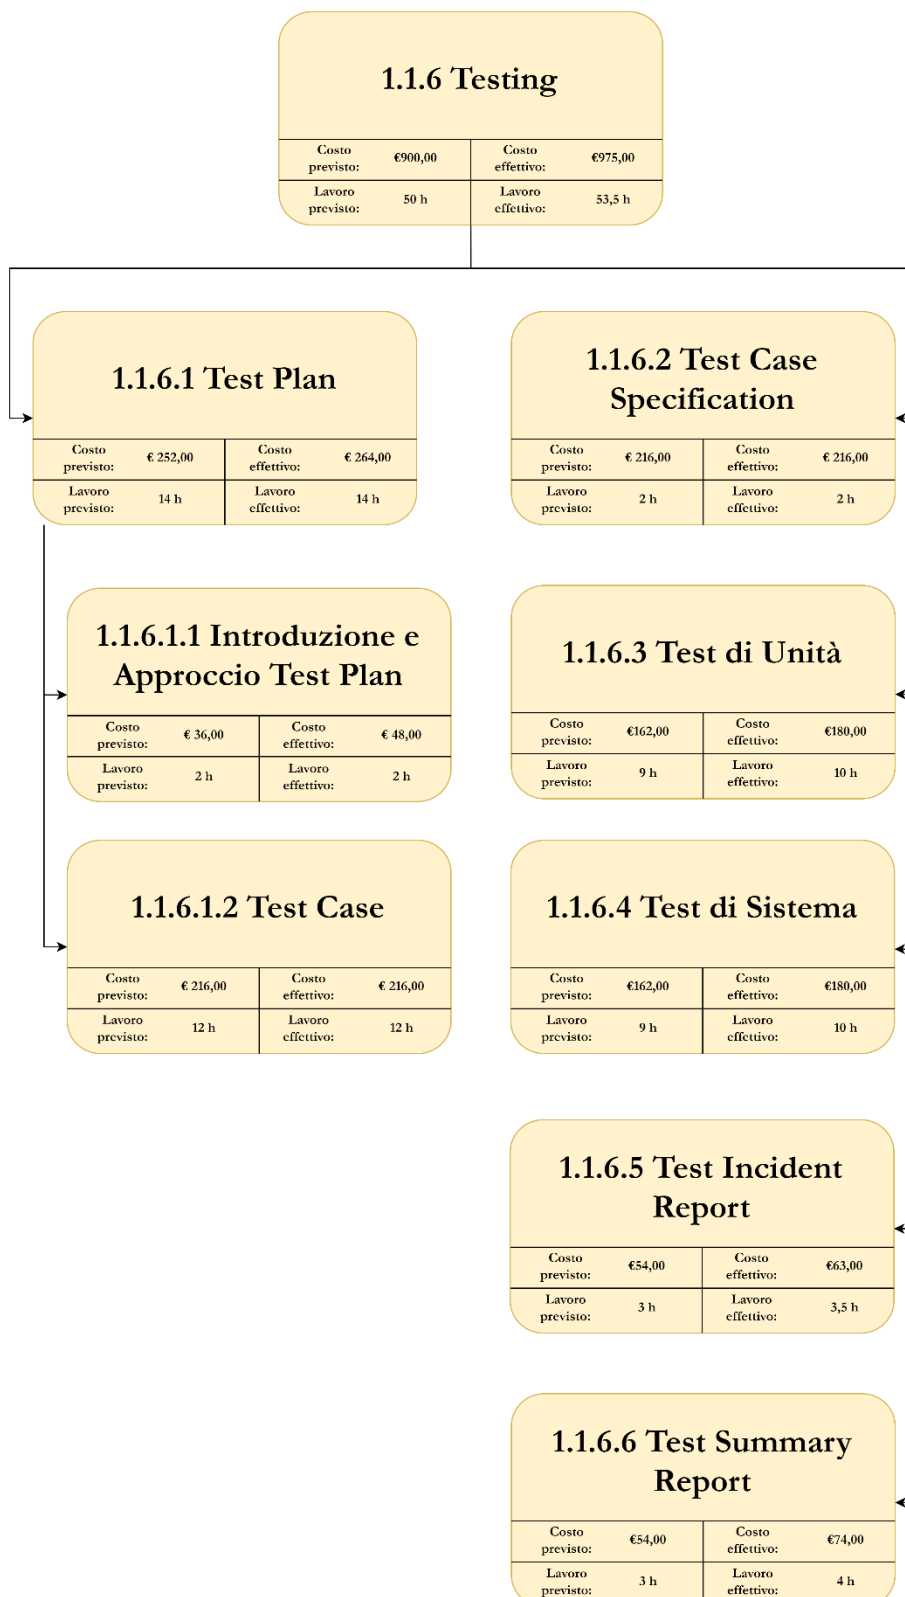 1.1.6 Testing
Costo previsto: €900,00 Costo effettivo: €975,00
Lavoro previsto: 50 h Lavoro effettivo: 53,5 h
1.1.6.1 Test Plan
Costo previsto: € 252,00 Costo effettivo: € 264,00
Lavoro previsto: 14 h Lavoro effettivo: 14 h
1.1.6.2 Test Case
Specification
Costo previsto: € 216,00 Costo effettivo: € 216,00
Lavoro previsto: 2 h Lavoro effettivo: 2 h
1.1.6.1.1 Introduzione e
Approccio Test Plan
Costo previsto: € 36,00 Costo effettivo: € 48,00
Lavoro previsto: 2 h Lavoro effettivo: 2 h
1.1.6.3 Test di Unità
Costo previsto: €162,00 Costo effettivo: €180,00
Lavoro previsto: 9 h Lavoro effettivo: 10 h
1.1.6.1.2 Test Case
Costo previsto: € 216,00 Costo effettivo: € 216,00
Lavoro previsto: 12 h Lavoro effettivo: 12 h
1.1.6.4 Test di Sistema
Costo previsto: €162,00 Costo effettivo: €180,00
Lavoro previsto: 9 h Lavoro effettivo: 10 h
1.1.6.5 Test Incident
Report
Costo previsto: €54,00 Costo effettivo: €63,00
Lavoro previsto: 3 h Lavoro effettivo: 3,5 h
1.1.6.6 Test Summary
Report
Costo previsto: €54,00 Costo effettivo: €74,00
Lavoro previsto: 3 h Lavoro effettivo: 4 h